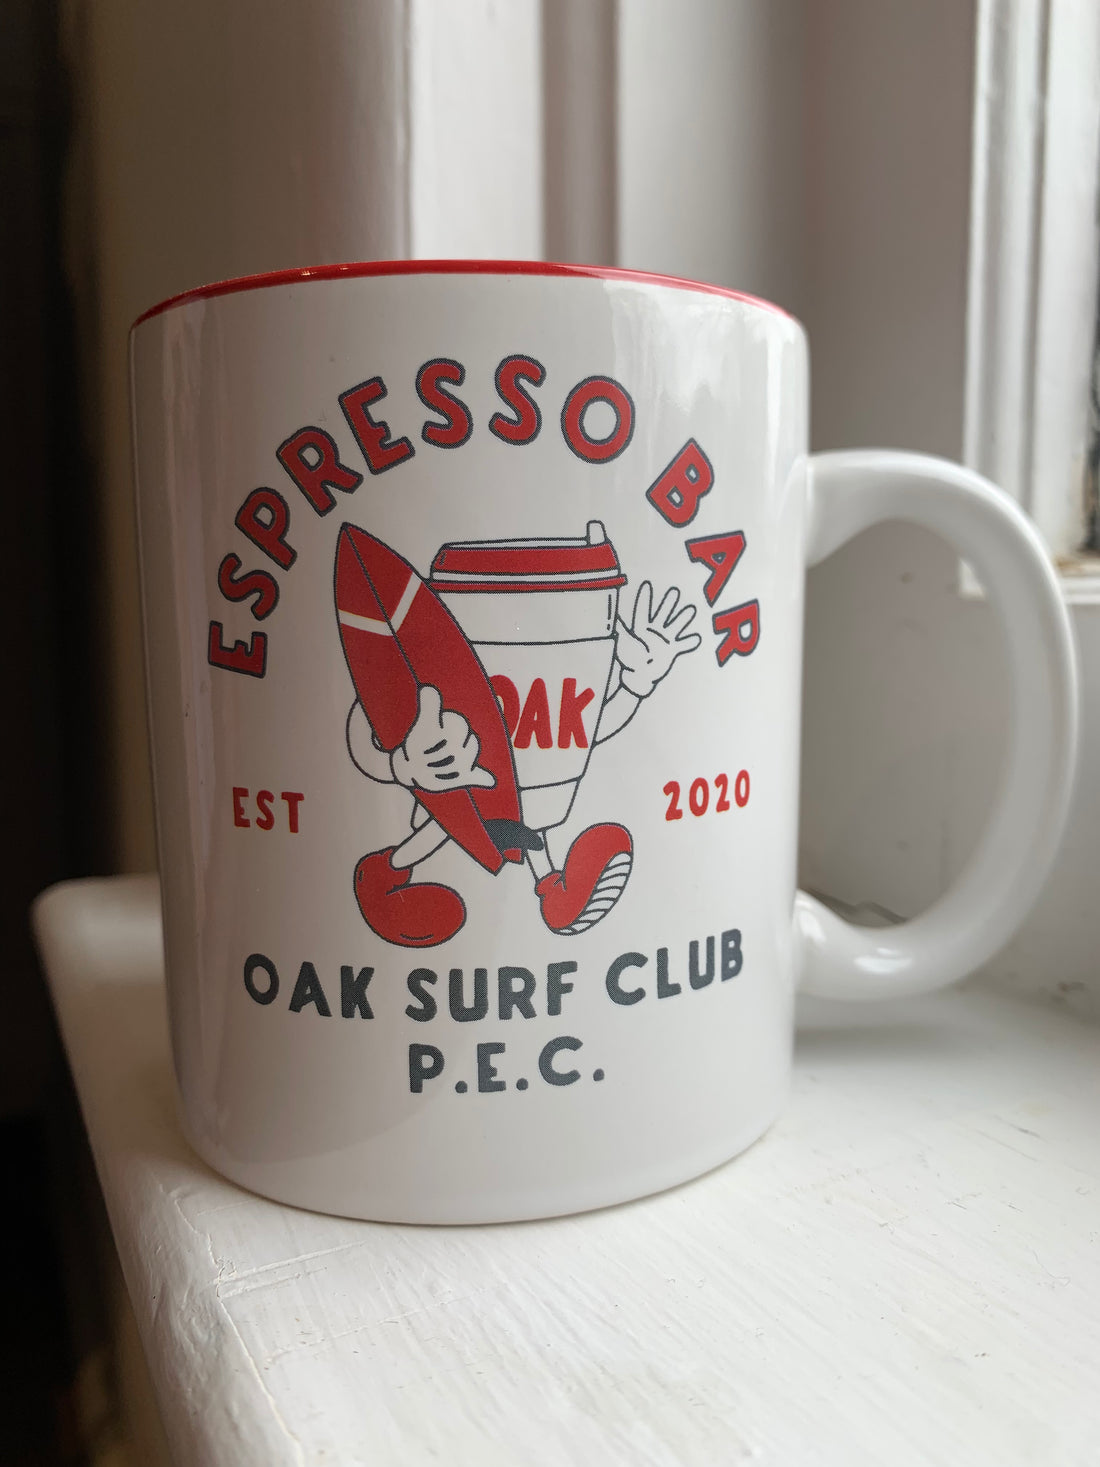 ESPRESSO BAR
OAK
EST 2020
OAK SURF CLUB
P.E.C.